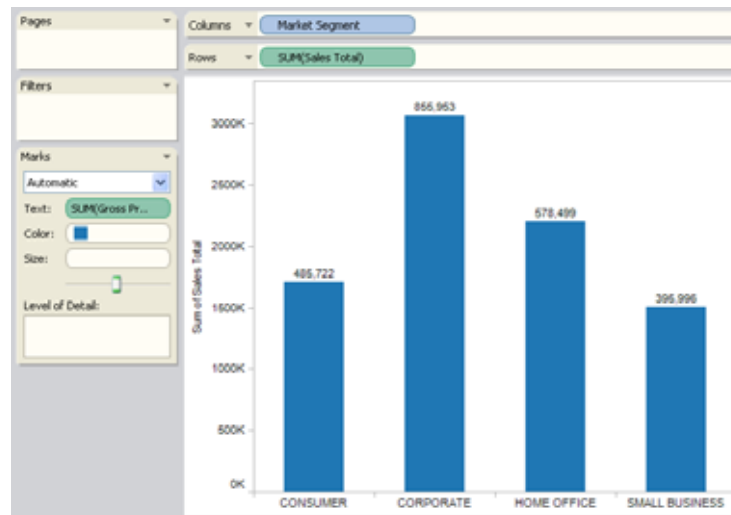 Pages
Columns
Market Segment
Rows
SUM(Sales Total)
Filters
Marks
Automatic
Text: SUM(Gross Pr...
Color:
Size:
Level of Detail:
Sum of Sales Total
3000K
2500K
2000K
1500K
1000K
500K
0K
485,722
855,953
578,499
395,996
CONSUMER
CORPORATE
HOME OFFICE
SMALL BUSINESS